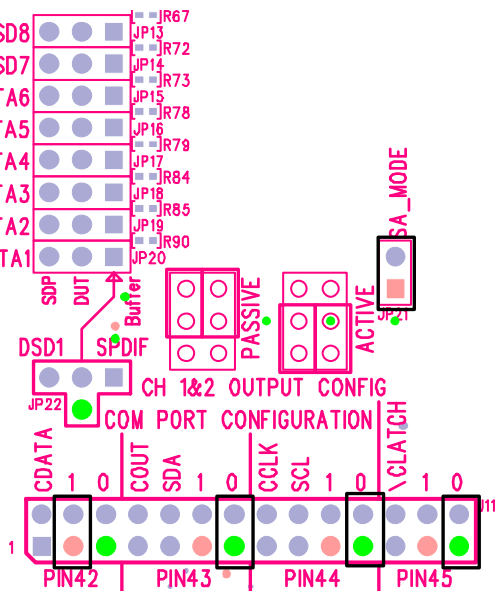 R67
SD8 JP13
R72
SD7 JP14
R73
TA6 JP15
R78
TA5 JP16
R79
TA4 JP17
R84
TA3 JP18
R85
TA2 JP19
R90
TA1 JP20
SDP DUT Buffer
PASSIVE
ACTIVE
SA_MODE
JP21
DSD1 SPDIF
JP22
CH 1&2 OUTPUT CONFIG
COM PORT CONFIGURATION
CDATA 1 0 COUT SDA 1 0 CCLK SCL 1 0 \CLATCH 1 0
J11
1
PIN42 PIN43 PIN44 PIN45